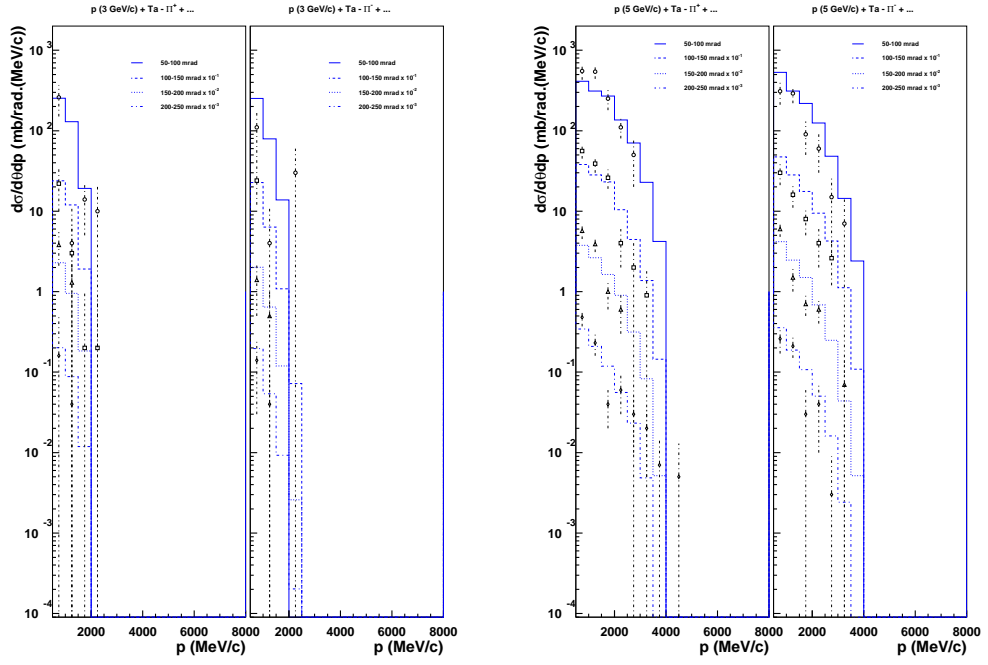 p (3 GeV/c) + Ta - Π⁺ + ...
p (3 GeV/c) + Ta - Π⁻ + ...
dσ/dθdp (mb/rad.(MeV/c))
10³
10²
10
1
10⁻¹
10⁻²
10⁻³
10⁻⁴
50-100 mrad
100-150 mrad x 10⁻¹
150-200 mrad x 10⁻²
200-250 mrad x 10⁻³
50-100 mrad
100-150 mrad x 10⁻¹
150-200 mrad x 10⁻²
200-250 mrad x 10⁻³
2000 4000 6000 8000
p (MeV/c)
2000 4000 6000 8000
p (MeV/c)
p (5 GeV/c) + Ta - Π⁺ + ...
p (5 GeV/c) + Ta - Π⁻ + ...
dσ/dθdp (mb/rad.(MeV/c))
10³
10²
10
1
10⁻¹
10⁻²
10⁻³
10⁻⁴
50-100 mrad
100-150 mrad x 10⁻¹
150-200 mrad x 10⁻²
200-250 mrad x 10⁻³
50-100 mrad
100-150 mrad x 10⁻¹
150-200 mrad x 10⁻²
200-250 mrad x 10⁻³
2000 4000 6000 8000
p (MeV/c)
2000 4000 6000 8000
p (MeV/c)